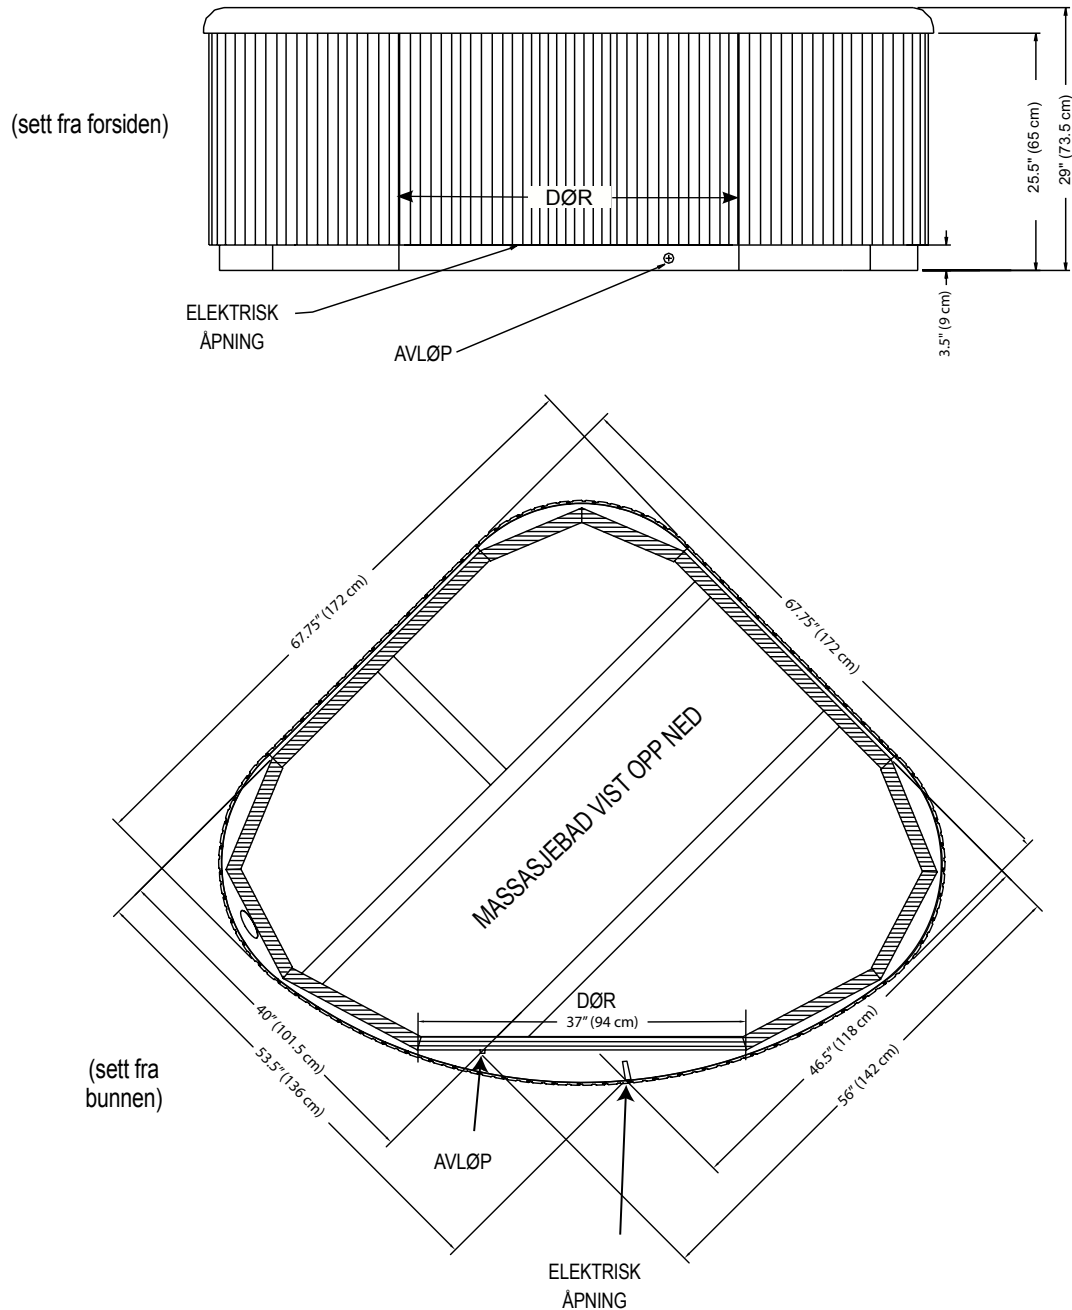 (sett fra forsiden)
DØR
25.5" (65 cm)
29" (73.5 cm)
3.5" (9 cm)
ELEKTRISK
ÅPNING
AVLØP
67.75" (172 cm)
67.75" (172 cm)
MASSASJEBAD VIST OPP NED
DØR
37" (94 cm)
40" (101.5 cm)
53.5" (136 cm)
46.5" (118 cm)
56" (142 cm)
(sett fra
bunnen)
AVLØP
ELEKTRISK
ÅPNING